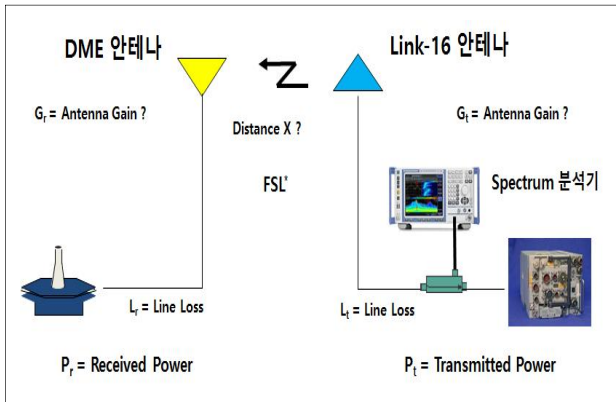 DME 안테나
Link-16 안테나
Gr = Antenna Gain ?
Distance X ?
Gt = Antenna Gain ?
FSL*
Spectrum 분석기
Lr = Line Loss
Lt = Line Loss
Pr = Received Power
Pt = Transmitted Power